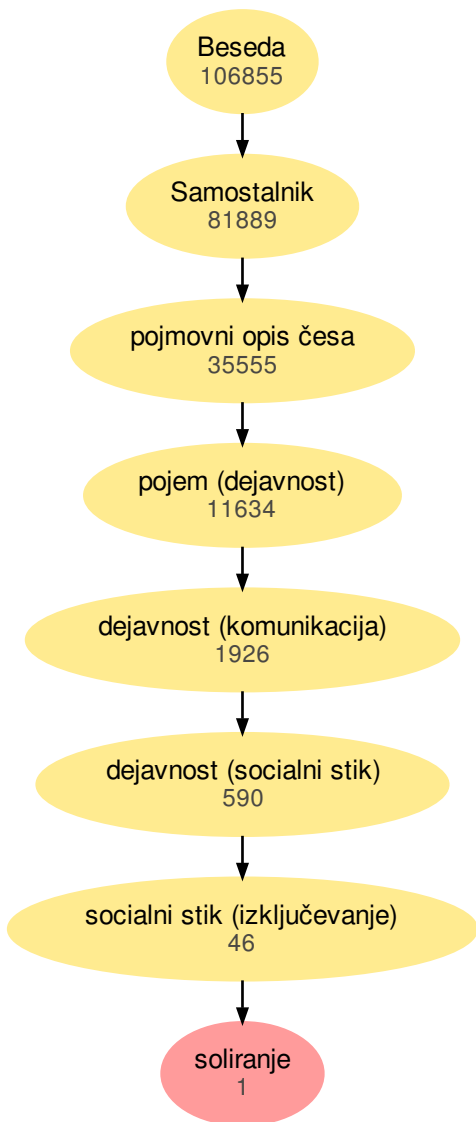 Beseda
106855
Samostalnik
81889
pojmovni opis česa
35555
pojem (dejavnost)
11634
dejavnost (komunikacija)
1926
dejavnost (socialni stik)
590
socialni stik (izključevanje)
46
soliranje
1